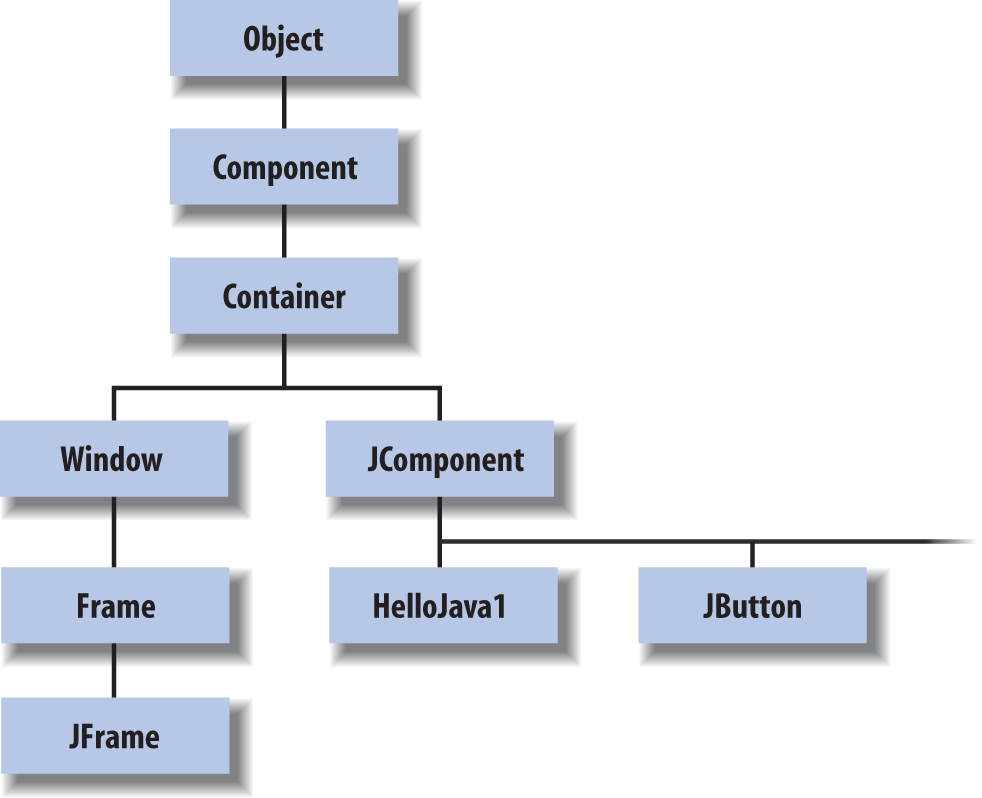 Object
Component
Container
Window
JComponent
Frame
HelloJava1
JButton
JFrame